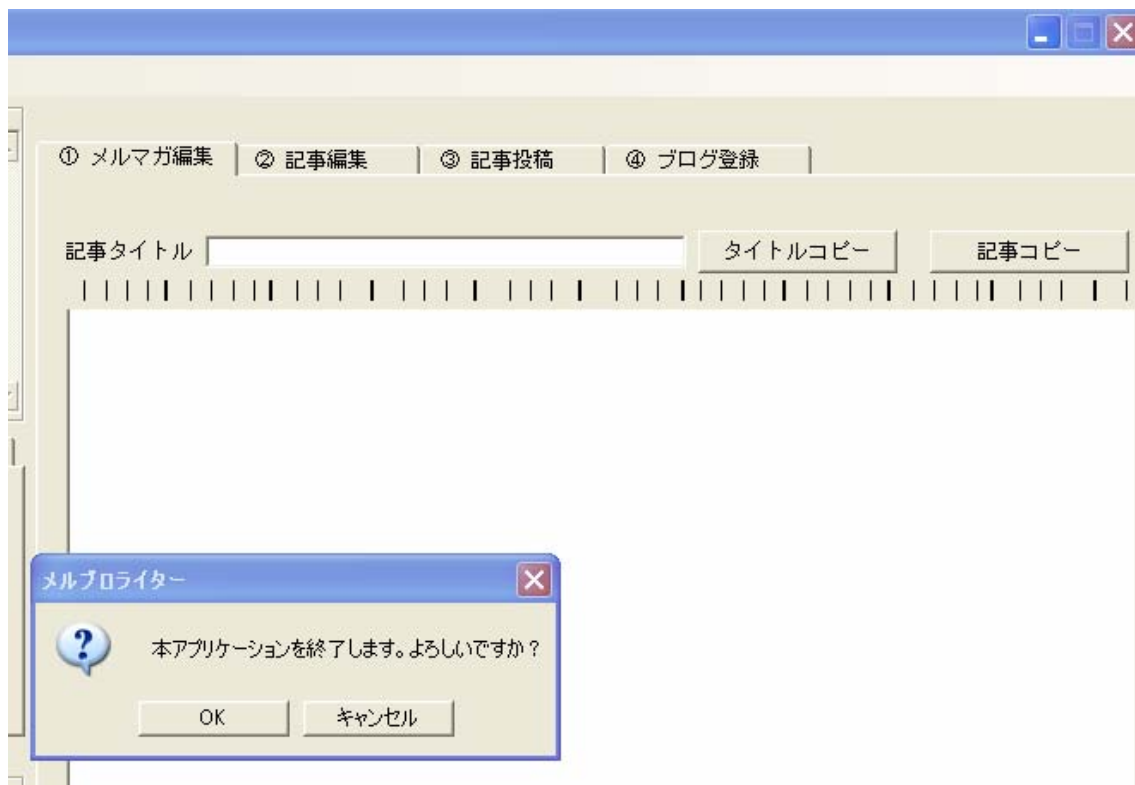 ① メルマガ編集 ② 記事編集 ③ 記事投稿 ④ ブログ登録
記事タイトル タイトルコピー 記事コピー
メルブロライター
本アプリケーションを終了します。よろしいですか?
OK キャンセル